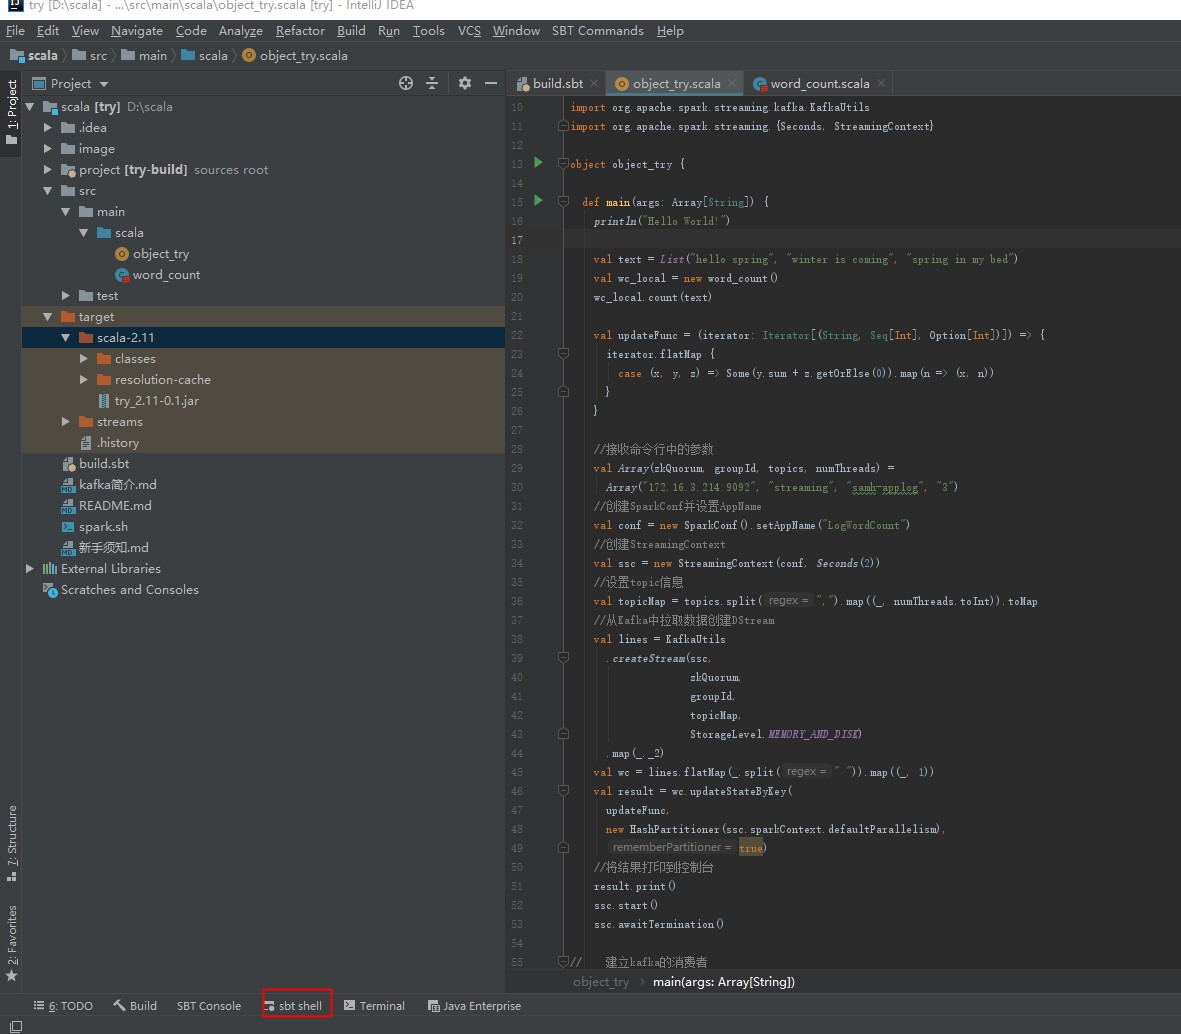 try [D:\scala] - ...\src\main\scala\object_try.scala [try] - IntelliJ IDEA
File Edit View Navigate Code Analyze Refactor Build Run Tools VCS Window SBT Commands Help
scala src main scala object_try.scala
1: Project
Project
build.sbt object_try.scala word_count.scala
scala [try] D:\scala
.idea
image
project [try-build] sources root
src
main
scala
object_try
word_count
test
target
scala-2.11
classes
resolution-cache
try_2.11-0.1.jar
streams
.history
build.sbt
kafka简介.md
README.md
spark.sh
新手须知.md
External Libraries
Scratches and Consoles
7: Structure
2: Favorites
10 import org.apache.spark.streaming.kafka.KafkaUtils
11 import org.apache.spark.streaming.{Seconds, StreamingContext}
12
13 object object_try {
14
15 def main(args: Array[String]) {
16 println("Hello World!")
17
18 val text = List("hello spring", "winter is coming", "spring in my bed")
19 val wc_local = new word_count()
20 wc_local.count(text)
21
22 val updateFunc = (iterator: Iterator[(String, Seq[Int], Option[Int])]) => {
23 iterator.flatMap {
24 case (x, y, z) => Some(y.sum + z.getOrElse(0)).map(n => (x, n))
25 }
26 }
27
28 //接收命令行中的参数
29 val Array(zkQuorum, groupId, topics, numThreads) =
30 Array("172.16.3.214:9092", "streaming", "samh-applog", "3")
31 //创建SparkConf并设置AppName
32 val conf = new SparkConf().setAppName("LogWordCount")
33 //创建StreamingContext
34 val ssc = new StreamingContext(conf, Seconds(2))
35 //设置topic信息
36 val topicMap = topics.split( regex = ",").map((_, numThreads.toInt)).toMap
37 //从Kafka中拉取数据创建DStream
38 val lines = KafkaUtils
39 .createStream(ssc,
40 zkQuorum,
41 groupId,
42 topicMap,
43 StorageLevel.MEMORY_AND_DISK)
44 .map(_._2)
45 val wc = lines.flatMap(_.split( regex = " ")).map((_, 1))
46 val result = wc.updateStateByKey(
47 updateFunc,
48 new HashPartitioner(ssc.sparkContext.defaultParallelism),
49 rememberPartitioner = true)
50 //将结果打印到控制台
51 result.print()
52 ssc.start()
53 ssc.awaitTermination()
54
55 // 建立kafka的消费者
object_try main(args: Array[String])
6: TODO Build SBT Console sbt shell Terminal Java Enterprise